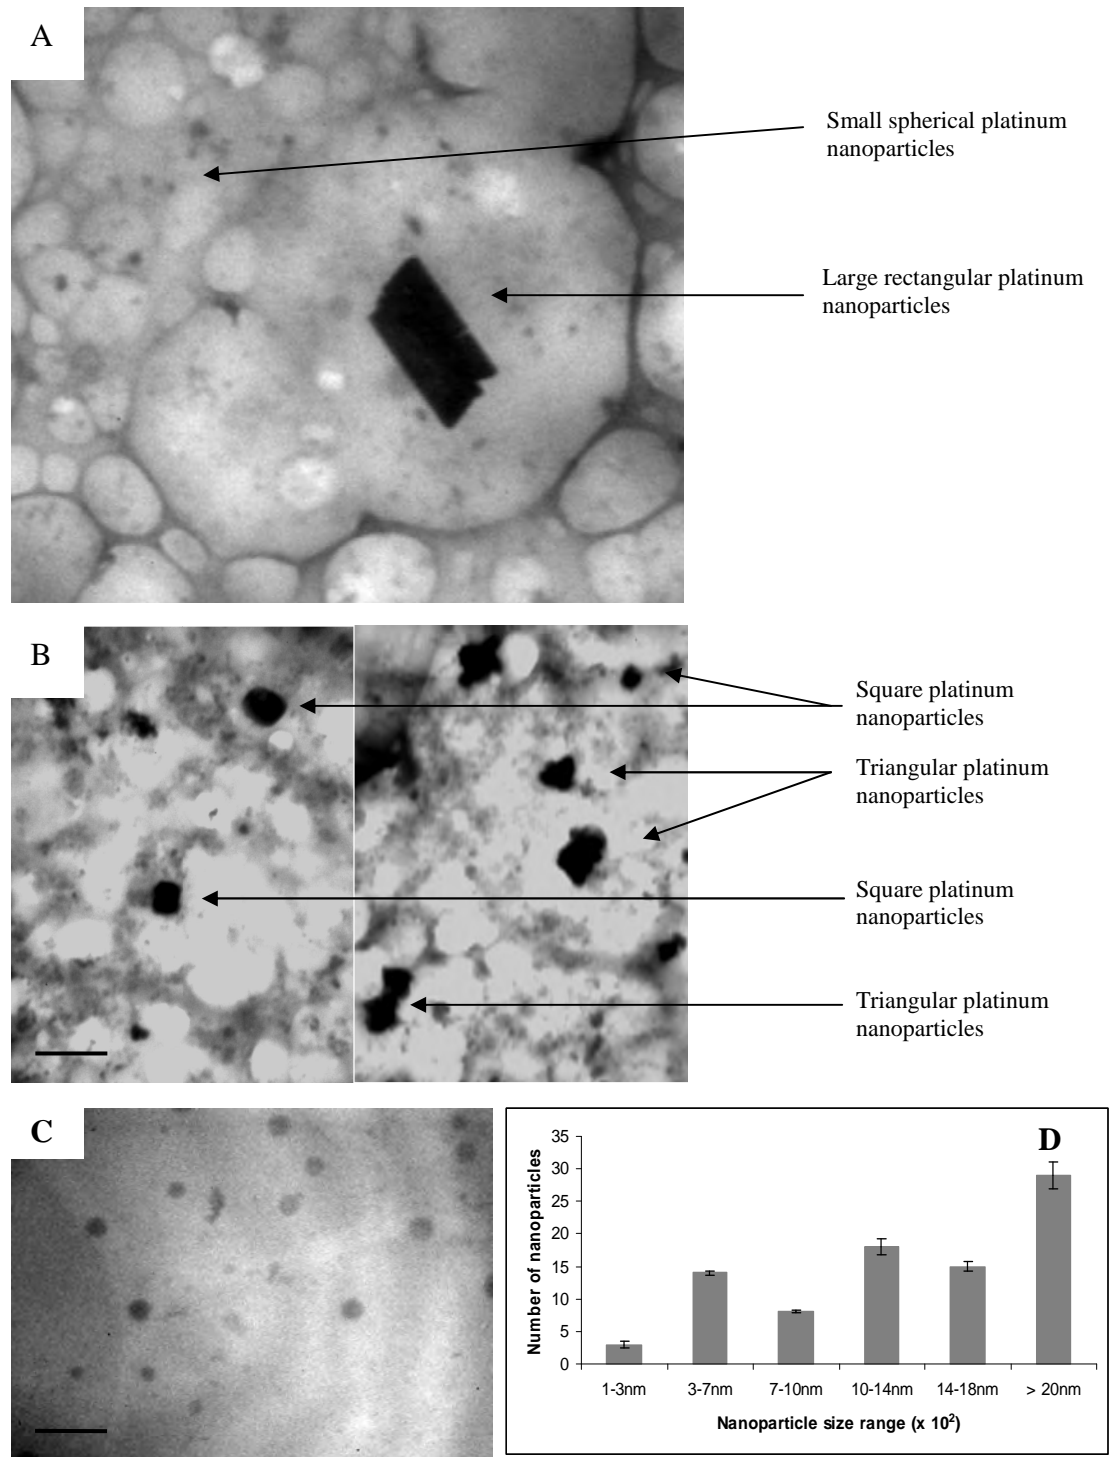 A
Small spherical platinum
nanoparticles
Large rectangular platinum
nanoparticles
B
Square platinum
nanoparticles
Triangular platinum
nanoparticles
Square platinum
nanoparticles
Triangular platinum
nanoparticles
C
D
Number of nanoparticles
35
30
25
20
15
10
5
0
1-3nm 3-7nm 7-10nm 10-14nm 14-18nm > 20nm
Nanoparticle size range (x 10²)